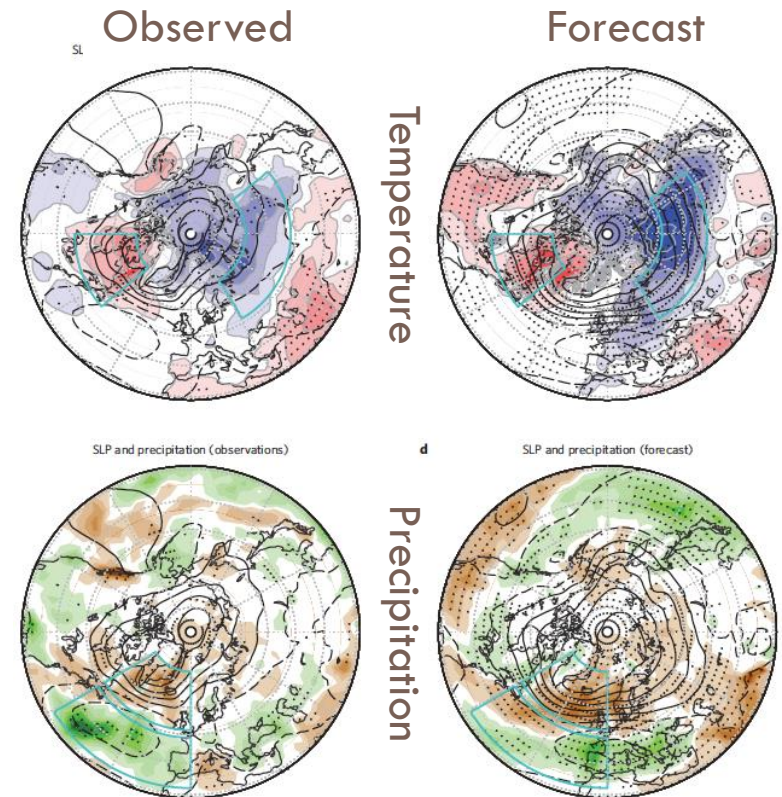 Observed
Forecast
SL
Temperature
SLP and precipitation (observations)
d
SLP and precipitation (forecast)
Precipitation